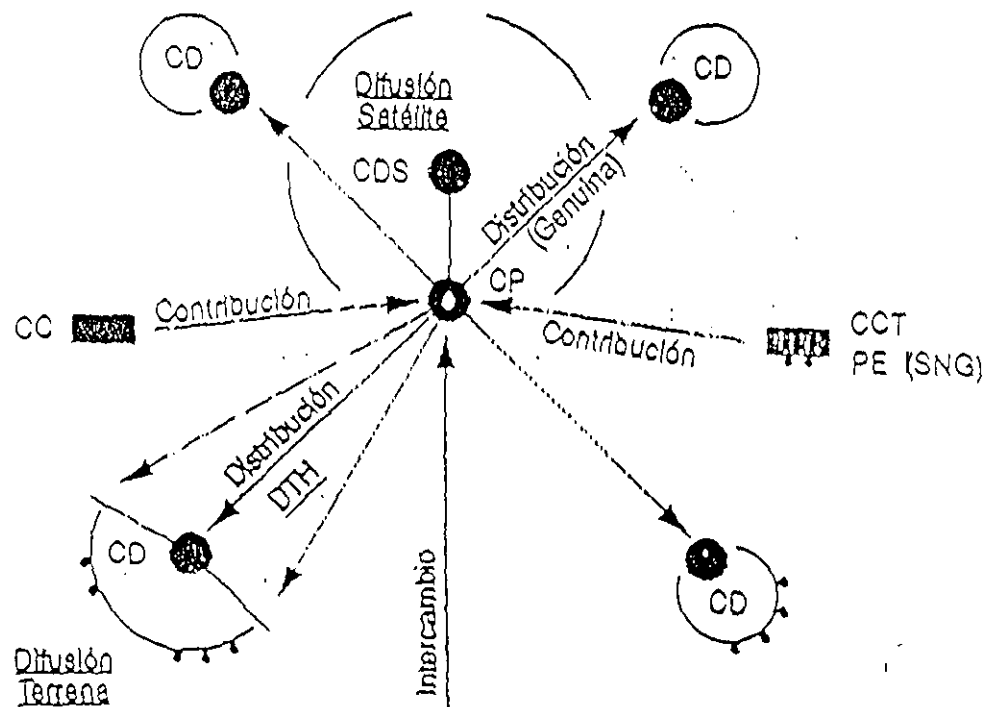 CD
Difusión
Satélite
CDS
CD
Distribución
(Genuina)
CP
CC
Contribución
Contribución
CCT
PE (SNG)
Distribución
DTH
CD
Intercambio
CD
Difusión
Terrena